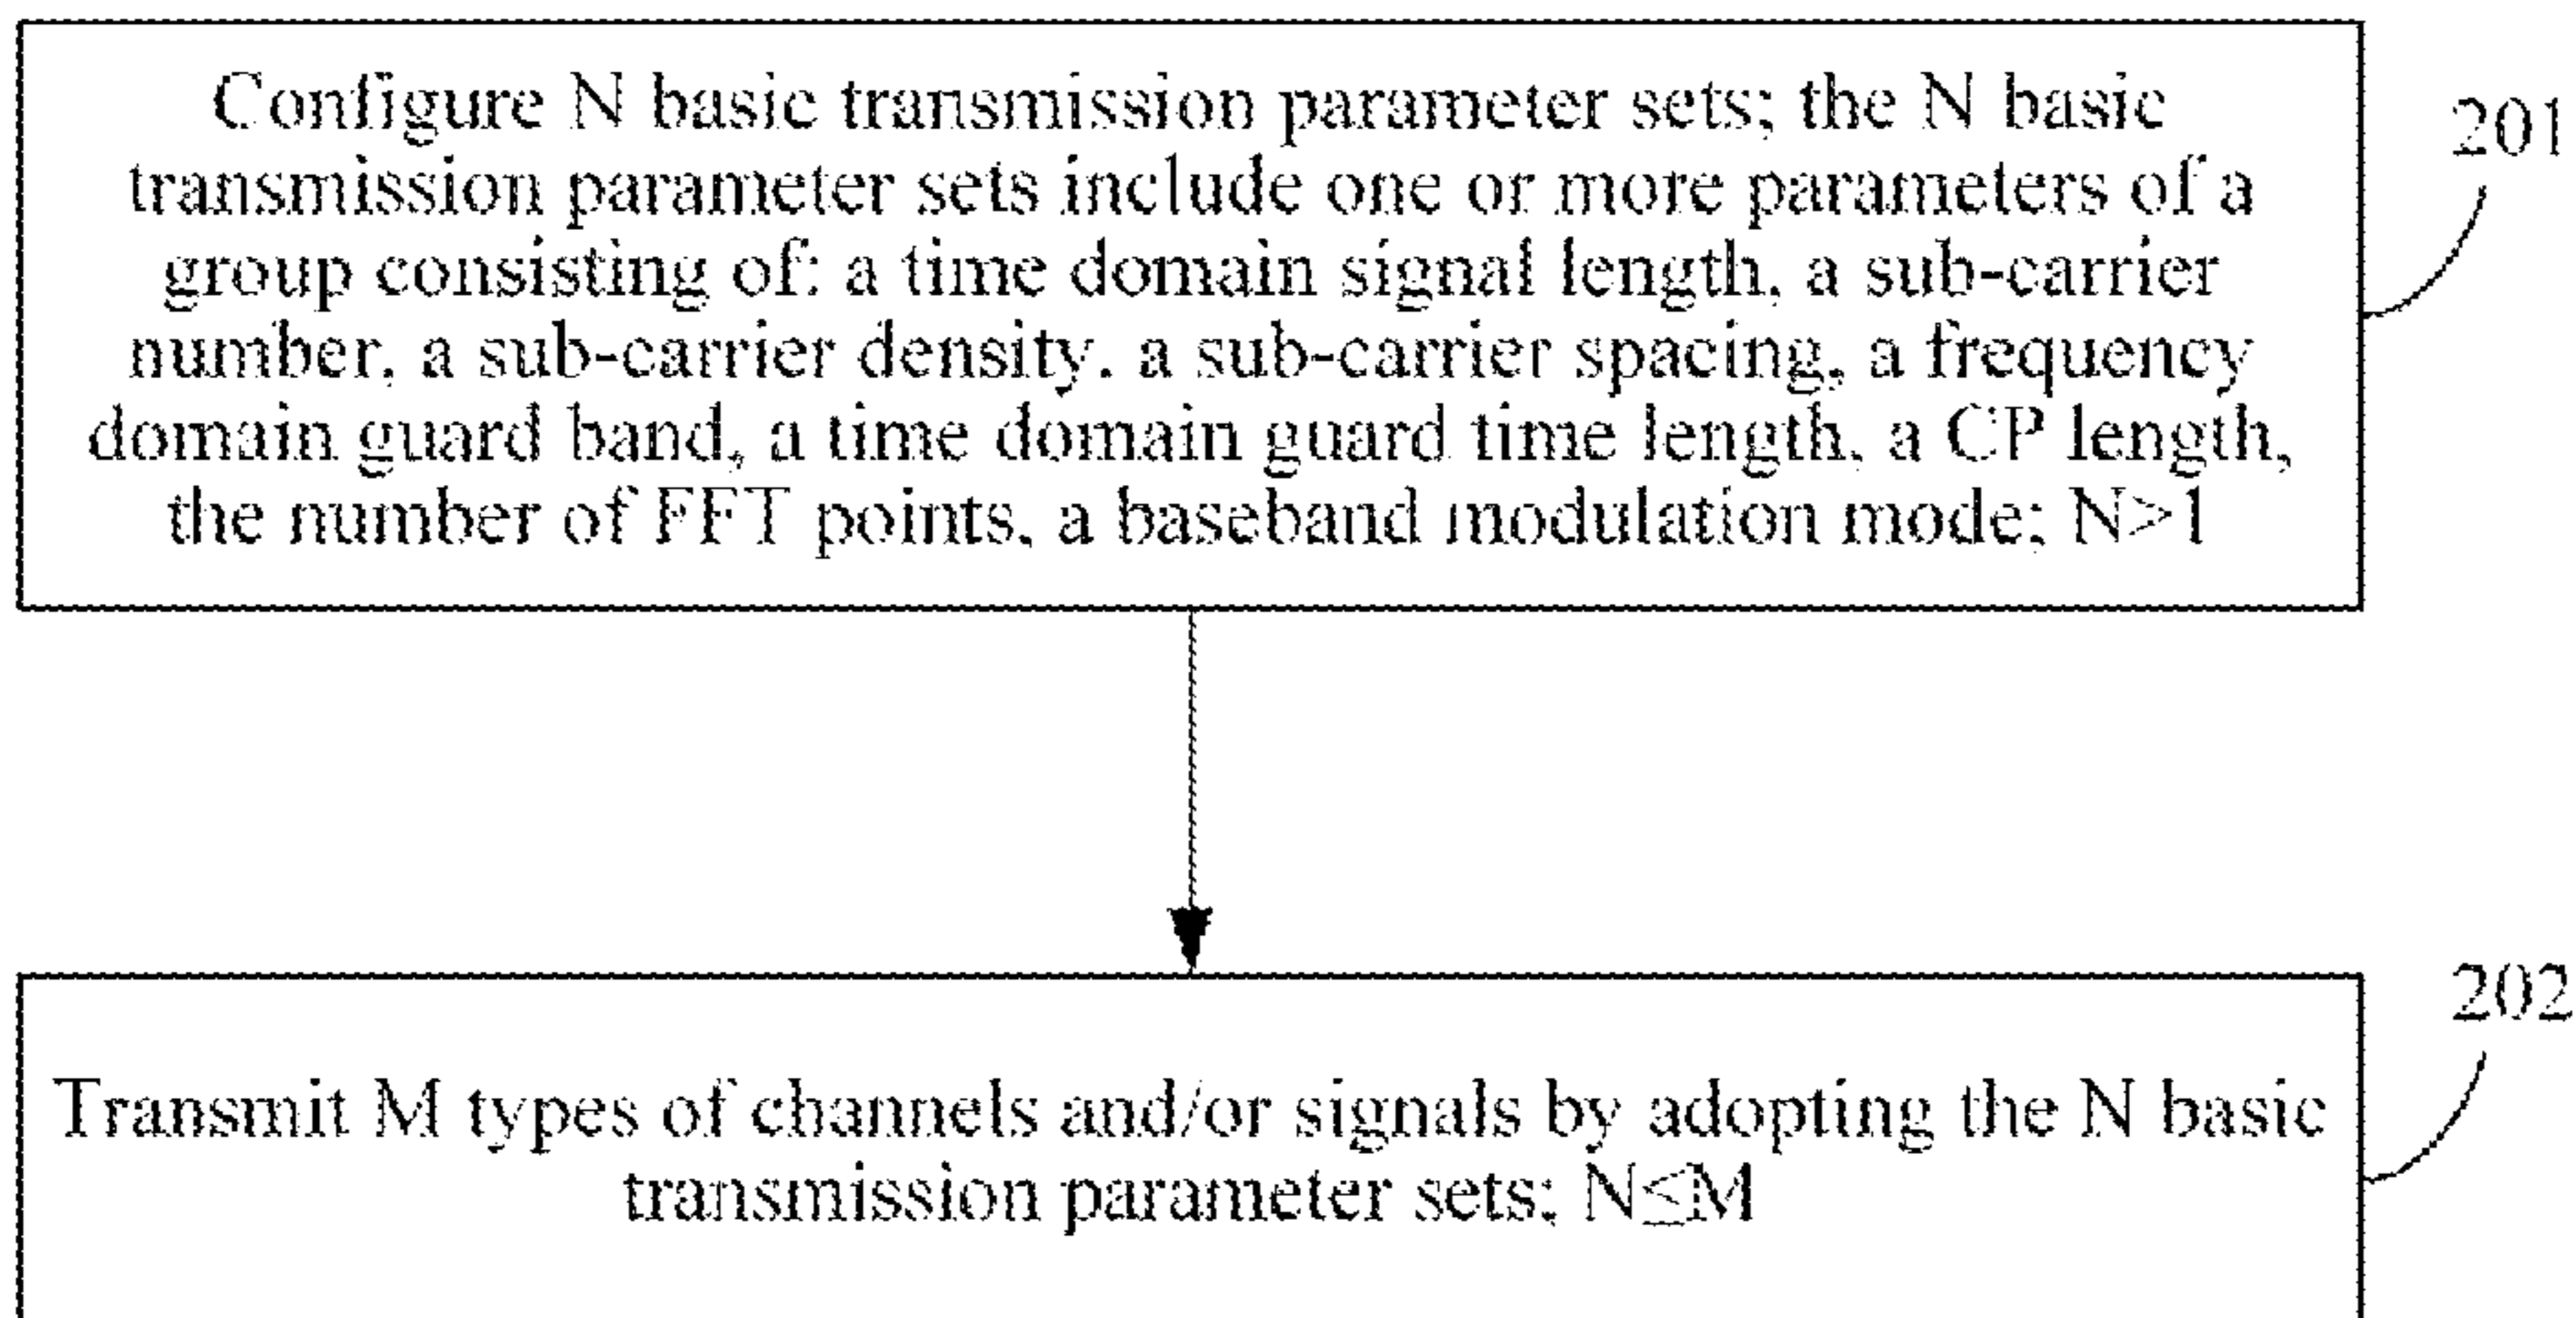 Configure N basic transmission parameter sets; the N basic
201
transmission parameter sets include one or more parameters of a
group consisting of: a time domain signal length, a sub-carrier
number, a sub-carrier density, a sub-carrier spacing, a frequency
domain guard band, a time domain guard time length, a CP length,
the number of FFT points, a baseband modulation mode; N>1
202
Transmit M types of channels and/or signals by adopting the N basic
transmission parameter sets; N≤M